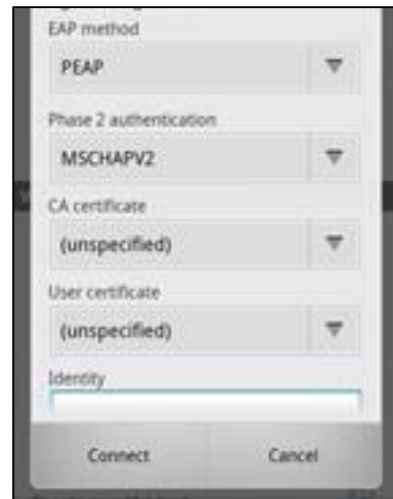 EAP method
PEAP
Phase 2 authentication
MSCHAPV2
CA certificate
(unspecified)
User certificate
(unspecified)
Identity
Connect Cancel